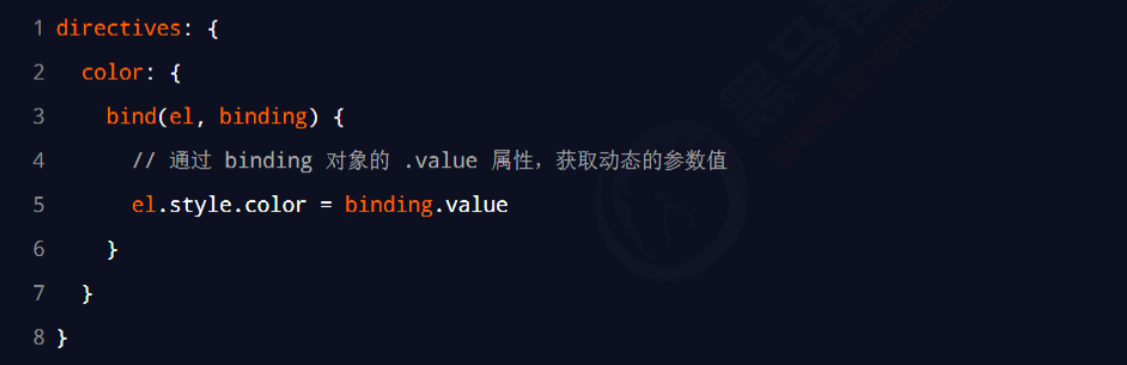 1 directives: {
2 color: {
3 bind(el, binding) {
4 // 通过 binding 对象的 .value 属性，获取动态的参数值
5 el.style.color = binding.value
6 }
7 }
8 }